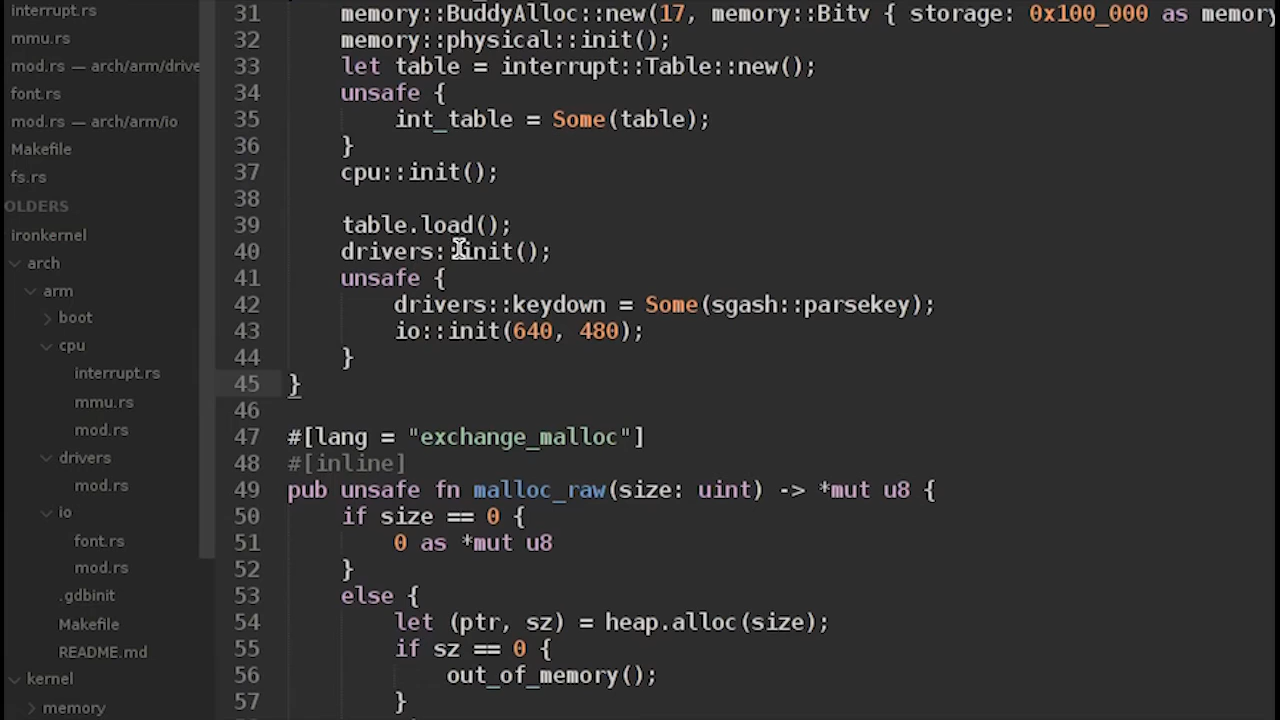 interrupt.rs
mmu.rs
mod.rs — arch/arm/drive
font.rs
mod.rs — arch/arm/io
Makefile
fs.rs
OLDERS
ironkernel
arch
arm
boot
cpu
interrupt.rs
mmu.rs
mod.rs
drivers
mod.rs
io
font.rs
mod.rs
.gdbinit
Makefile
README.md
kernel
memory
31 memory::BuddyAlloc::new(17, memory::Bitv { storage: 0x100_000 as memory
32 memory::physical::init();
33 let table = interrupt::Table::new();
34 unsafe {
35 int_table = Some(table);
36 }
37 cpu::init();
38
39 table.load();
40 drivers::init();
41 unsafe {
42 drivers::keydown = Some(sgash::parsekey);
43 io::init(640, 480);
44 }
45 }
46
47 #[lang = "exchange_malloc"]
48 #[inline]
49 pub unsafe fn malloc_raw(size: uint) -> *mut u8 {
50 if size == 0 {
51 0 as *mut u8
52 }
53 else {
54 let (ptr, sz) = heap.alloc(size);
55 if sz == 0 {
56 out_of_memory();
57 }